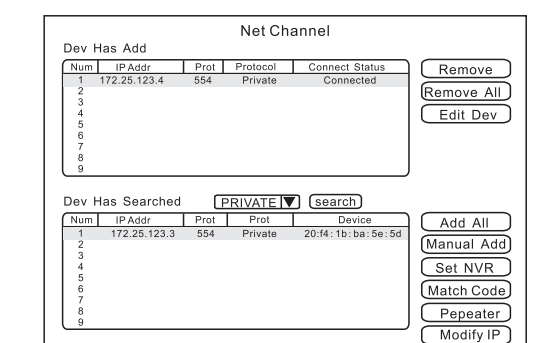 Net Channel
Dev Has Add
Num IP Addr Prot Protocol Connect Status
1 172.25.123.4 554 Private Connected
2
3
4
5
6
7
8
9
Remove
Remove All
Edit Dev
Dev Has Searched PRIVATE search
Num IP Addr Prot Prot Device
1 172.25.123.3 554 Private 20:f4:1b:ba:5e:5d
2
3
4
5
6
7
8
9
Add All
Manual Add
Set NVR
Match Code
Pepeater
Modify IP